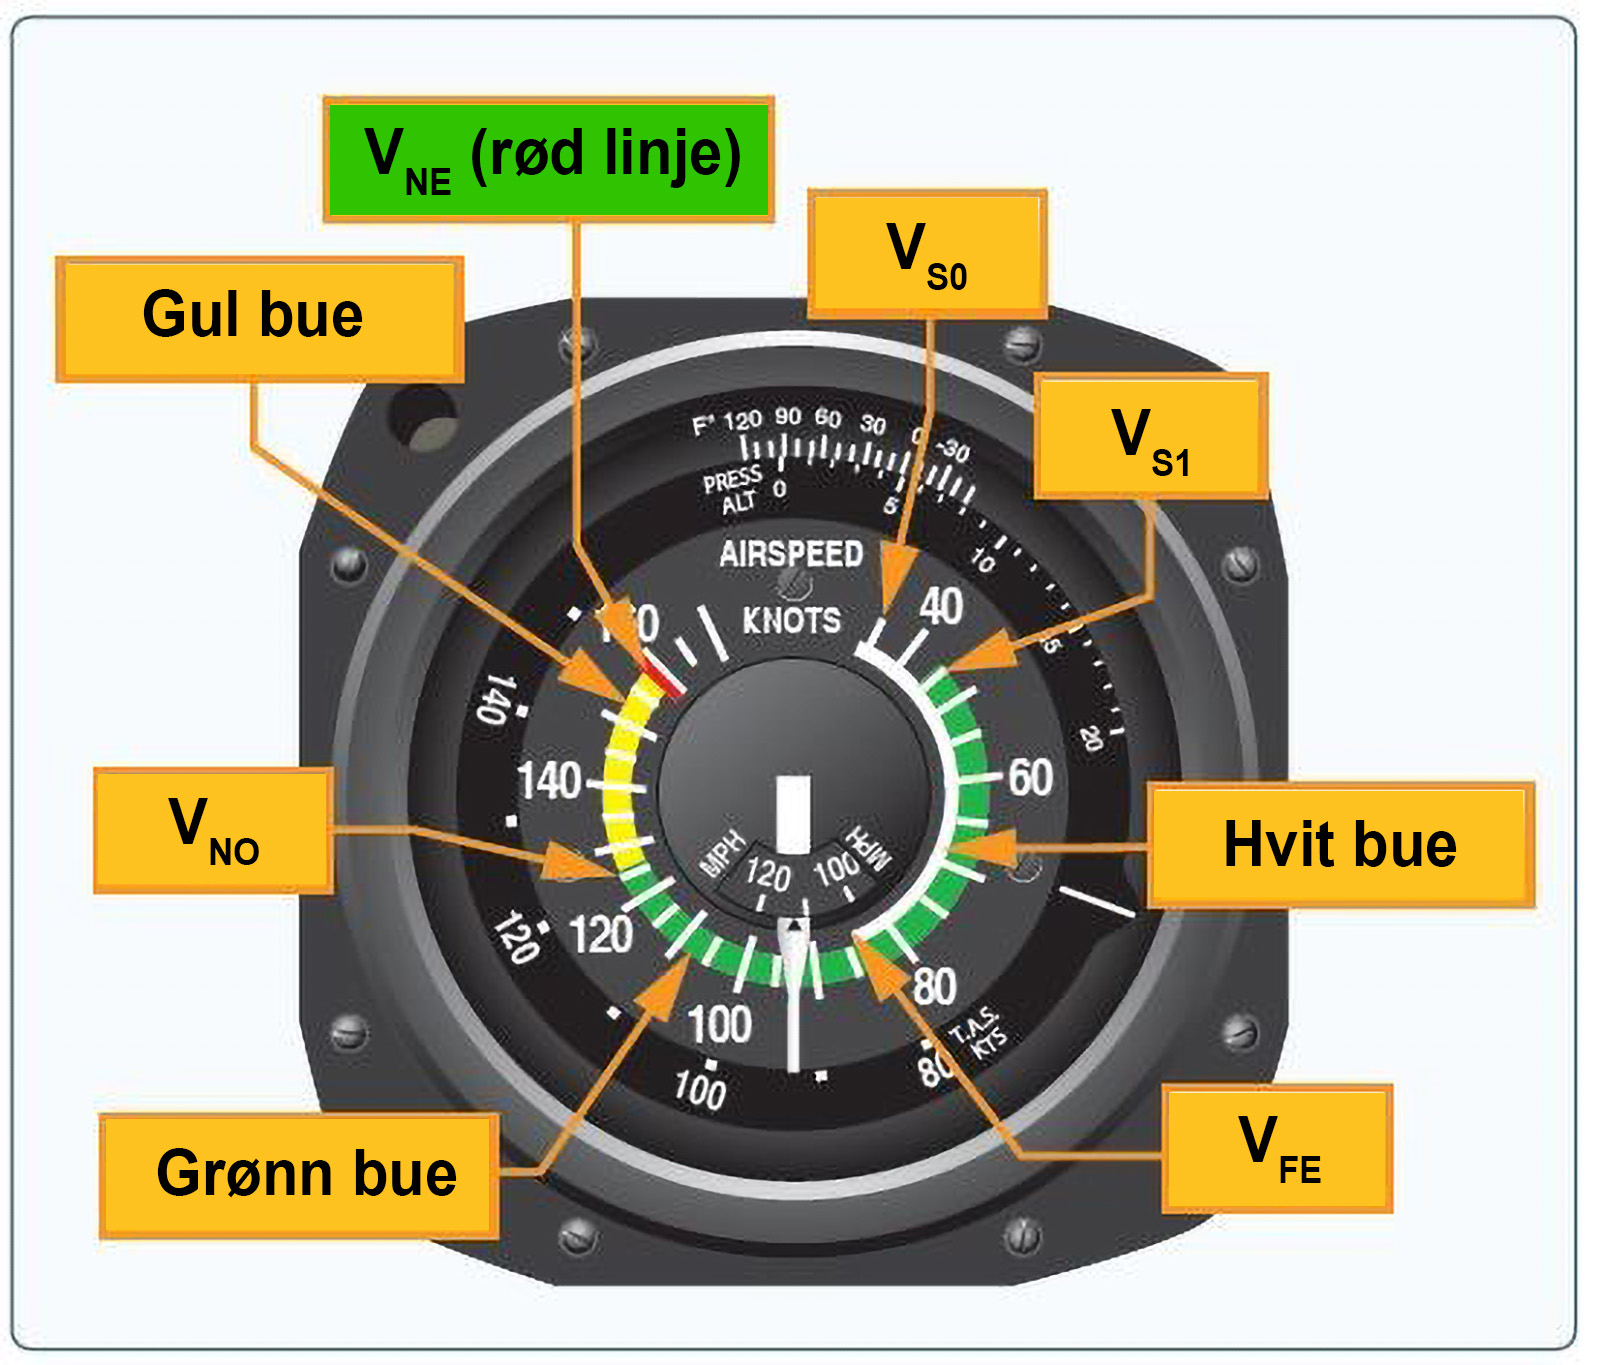 VNE (rød linje)
VS0
Gul bue
VS1
F° 120 90 60 30 0 -30
PRESS
ALT 0 5 10 15 20
AIRSPEED
KNOTS
40
140
140
60
VNO
Hvit bue
MPH 120 100 MPH
120
120
80
100
T.A.S.
KTS
80
100
VFE
Grønn bue